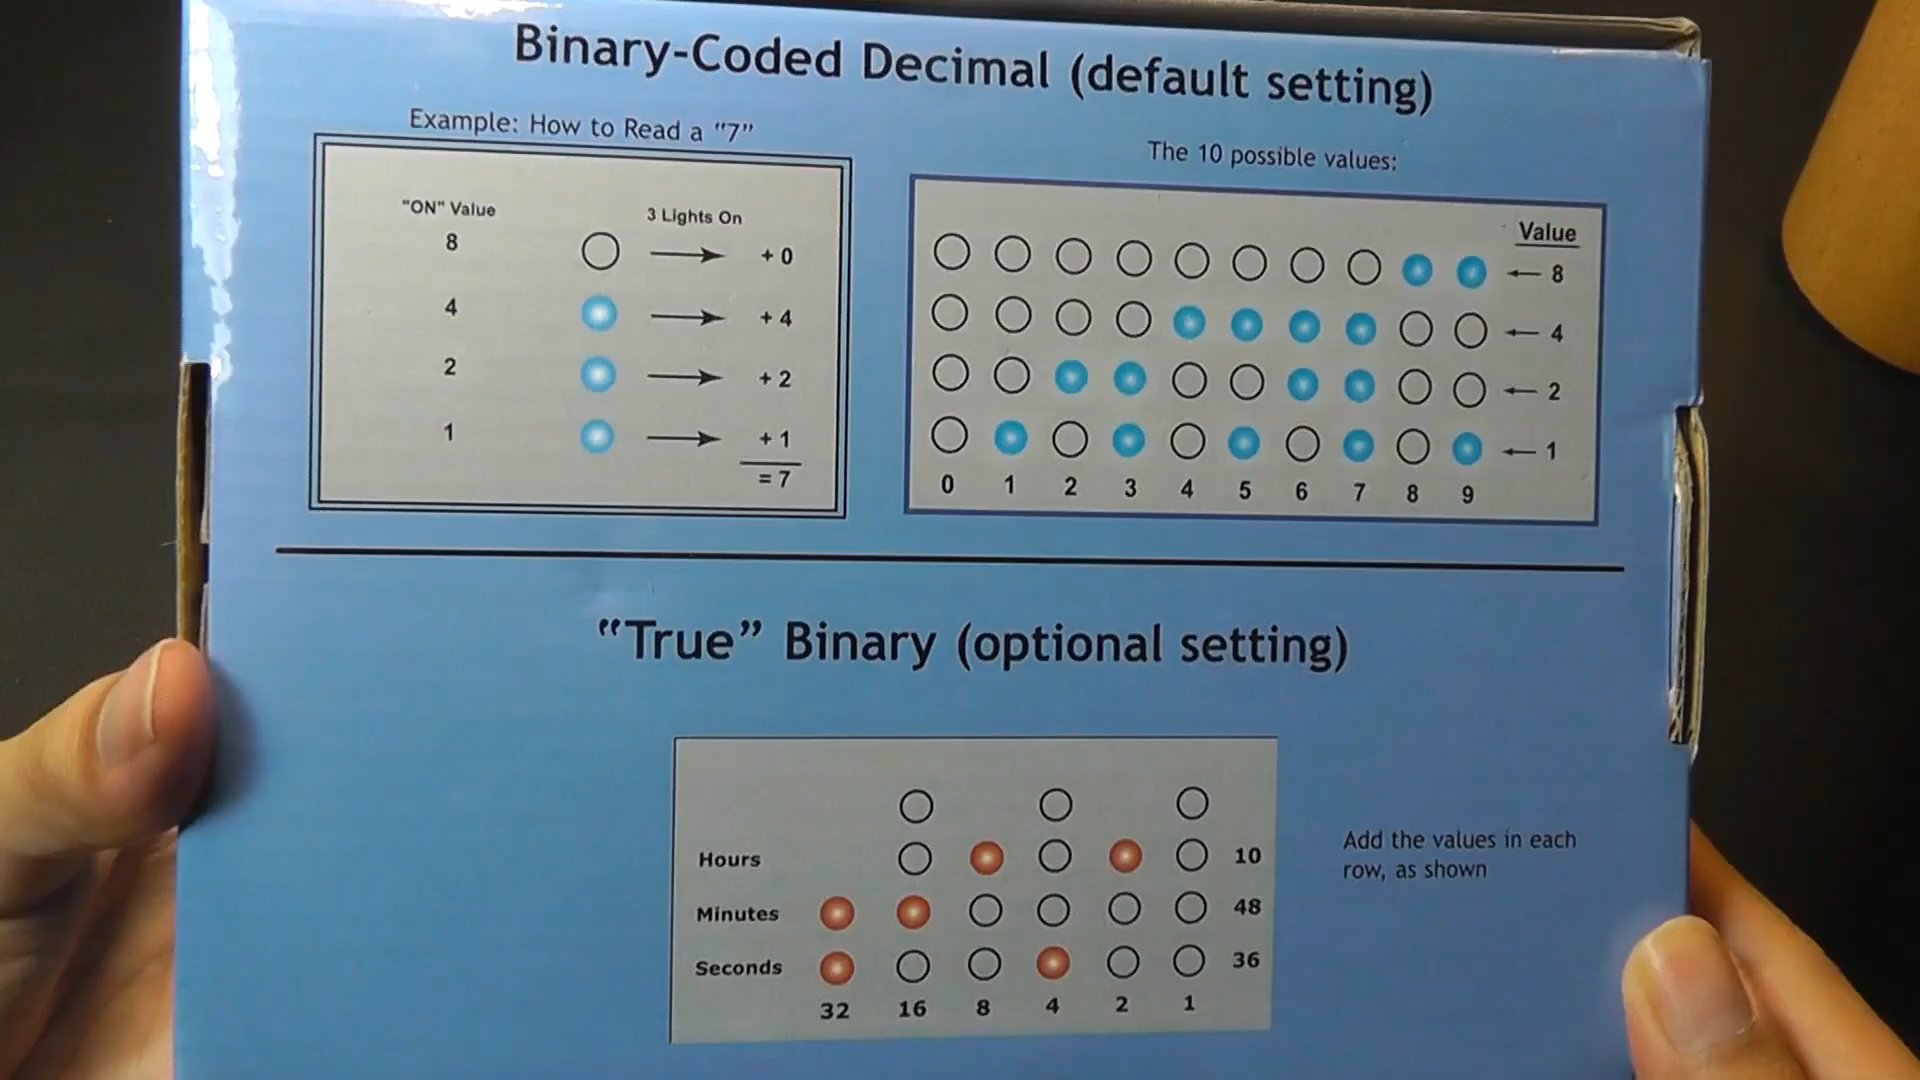 Binary-Coded Decimal (default setting)
Example: How to Read a "7"
"ON" Value
3 Lights On
8
+ 0
4
+ 4
2
+ 2
1
+ 1
= 7
The 10 possible values:
Value
8
4
2
1
0 1 2 3 4 5 6 7 8 9
"True" Binary (optional setting)
Hours 10
Minutes 48
Seconds 36
32 16 8 4 2 1
Add the values in each
row, as shown